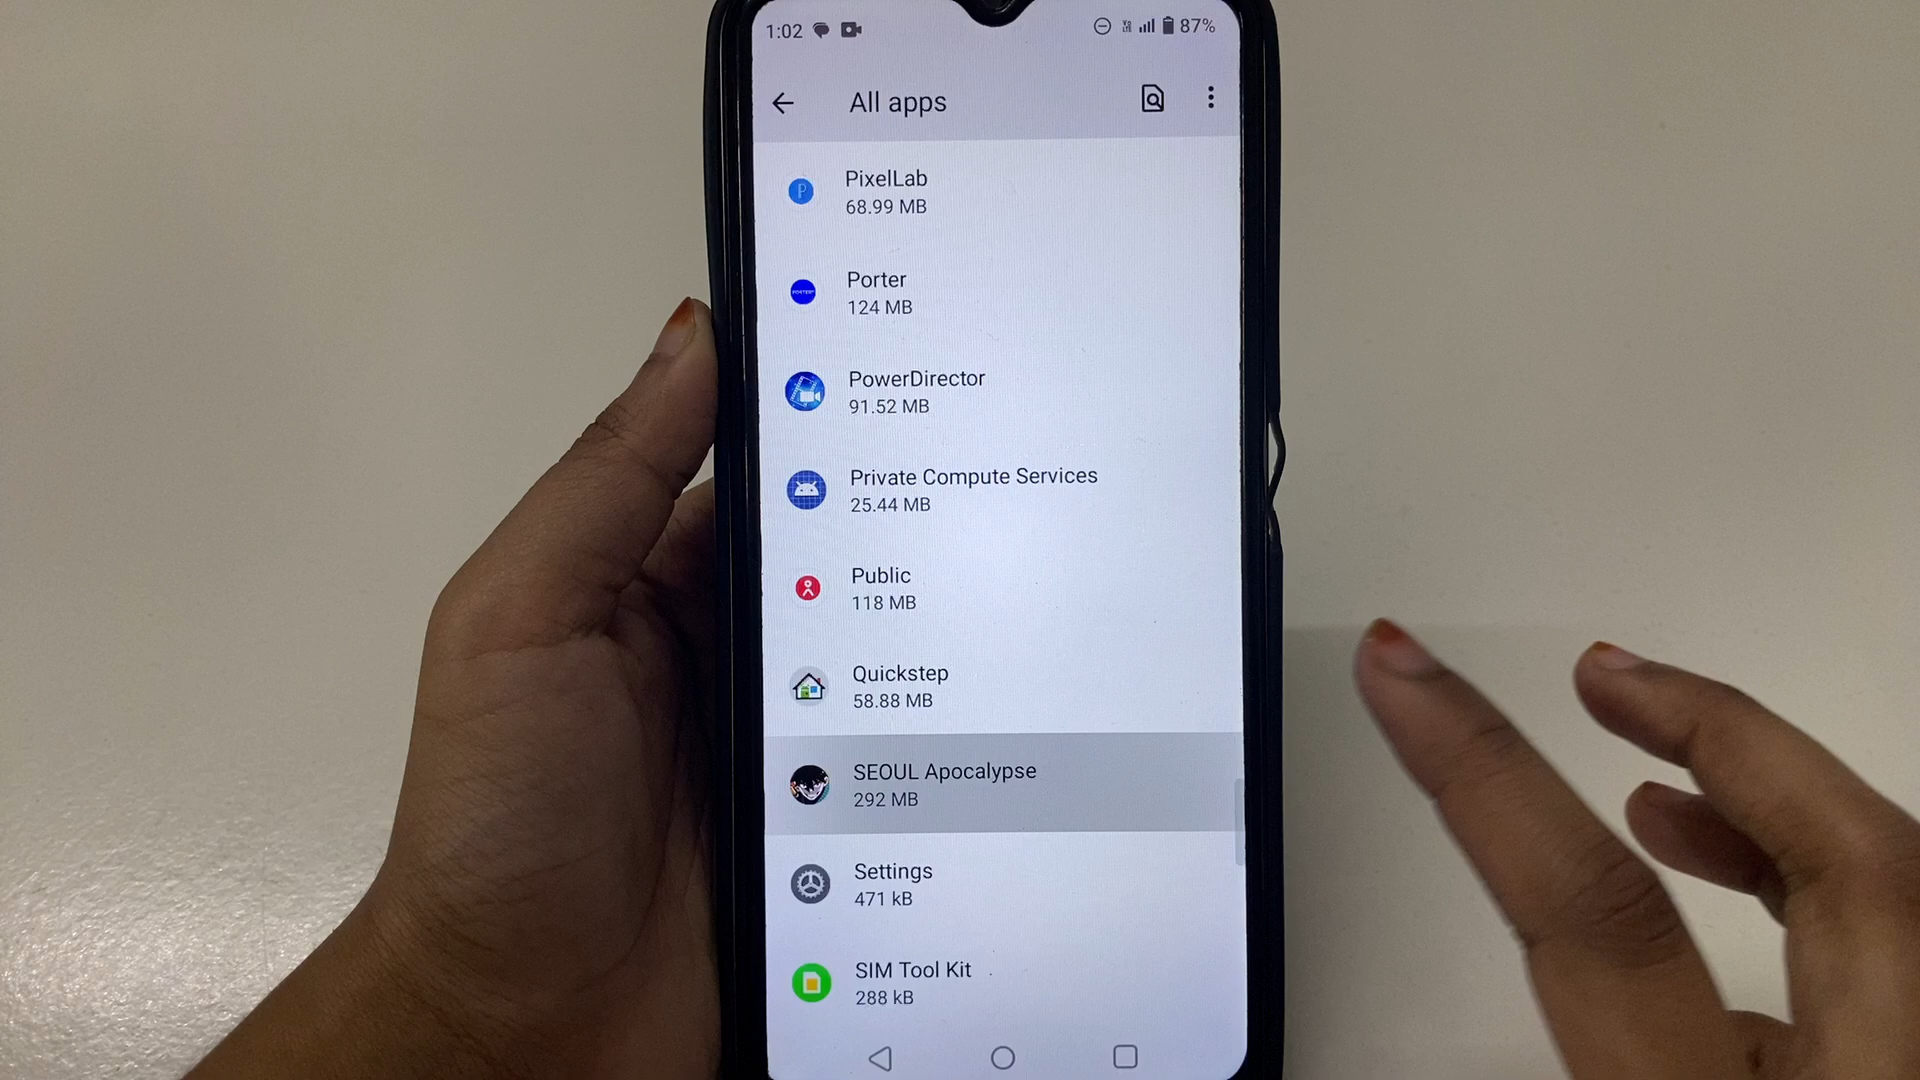 1:02 87%
All apps
PixelLab
68.99 MB
Porter
124 MB
PowerDirector
91.52 MB
Private Compute Services
25.44 MB
Public
118 MB
Quickstep
58.88 MB
SEOUL Apocalypse
292 MB
Settings
471 kB
SIM Tool Kit
288 kB